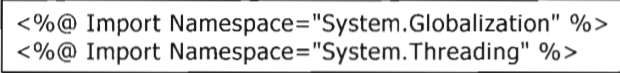 <%@ Import Namespace="System.Globalization" %>
<%@ Import Namespace="System.Threading" %>